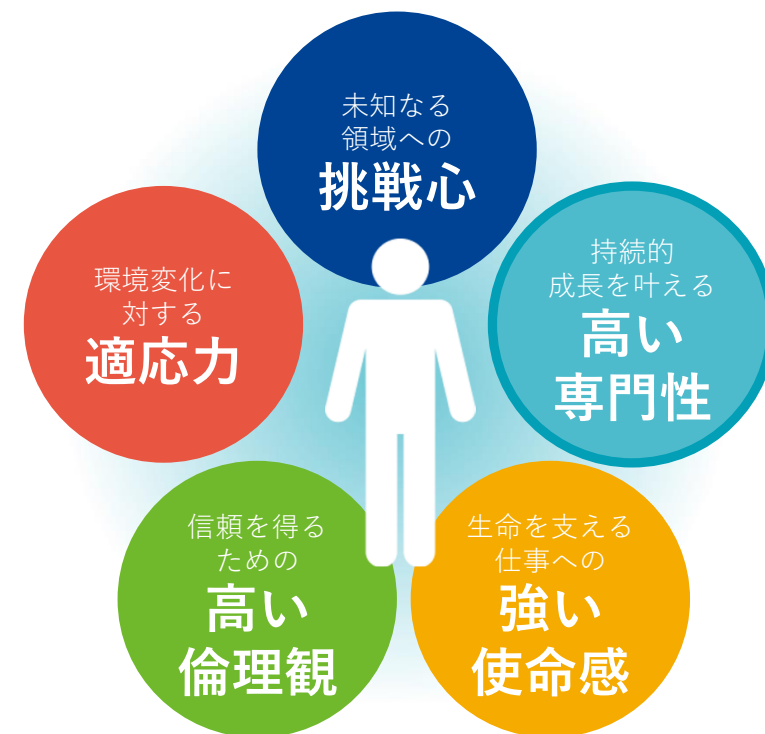 未知なる
領域への
挑戦心
持続的
成長を叶える
高い
専門性
生命を支える
仕事への
強い
使命感
信頼を得る
ための
高い
倫理観
環境変化に
対する
適応力